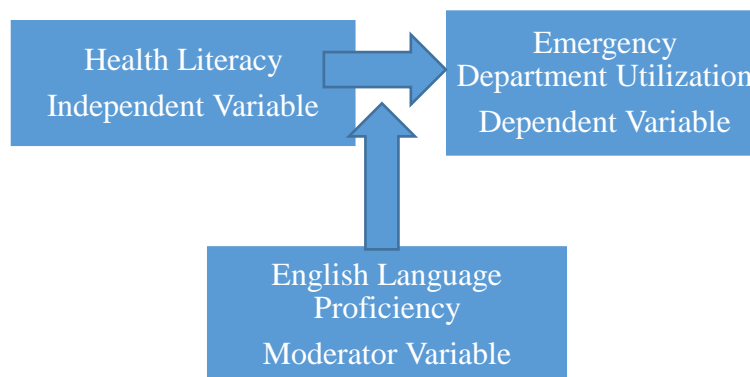 Health Literacy
Independent Variable
Emergency
Department Utilization
Dependent Variable
English Language
Proficiency
Moderator Variable